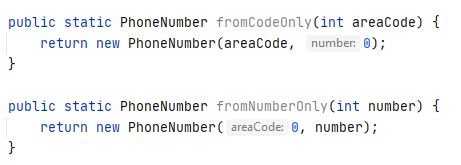 public static PhoneNumber fromCodeOnly(int areaCode) {
    return new PhoneNumber(areaCode, number: 0);
}
public static PhoneNumber fromNumberOnly(int number) {
    return new PhoneNumber(areaCode: 0, number);
}